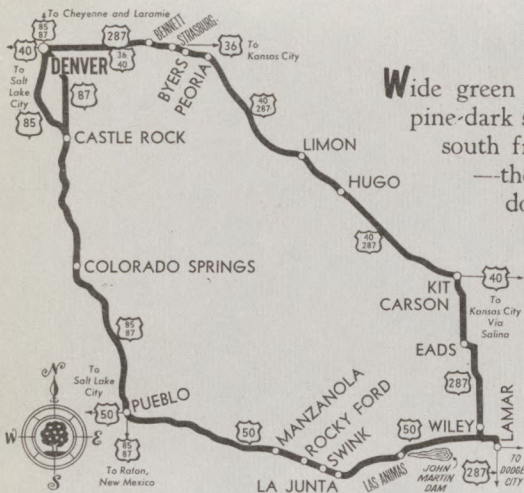 To Cheyenne and Laramie
85
87
40
287
36
40
BENNETT
STRASBURG
BYERS
PEORIA
36
To
Kansas City
DENVER
To
Salt
Lake
City
87
85
CASTLE ROCK
40
287
LIMON
HUGO
40
287
COLORADO SPRINGS
KIT
CARSON
40
To
Kansas City
Via
Salina
EADS
85
87
287
To
Salt Lake
City
50
PUEBLO
50
MANZANOLA
ROCKY FORD
SWINK
LA JUNTA
LAS ANIMAS
50
WILEY
LAMAR
JOHN
MARTIN
DAM
287
TO
DODGE
CITY
85
87
To Raton,
New Mexico
N
W
E
S
Wide green
pine-dark
south
—the